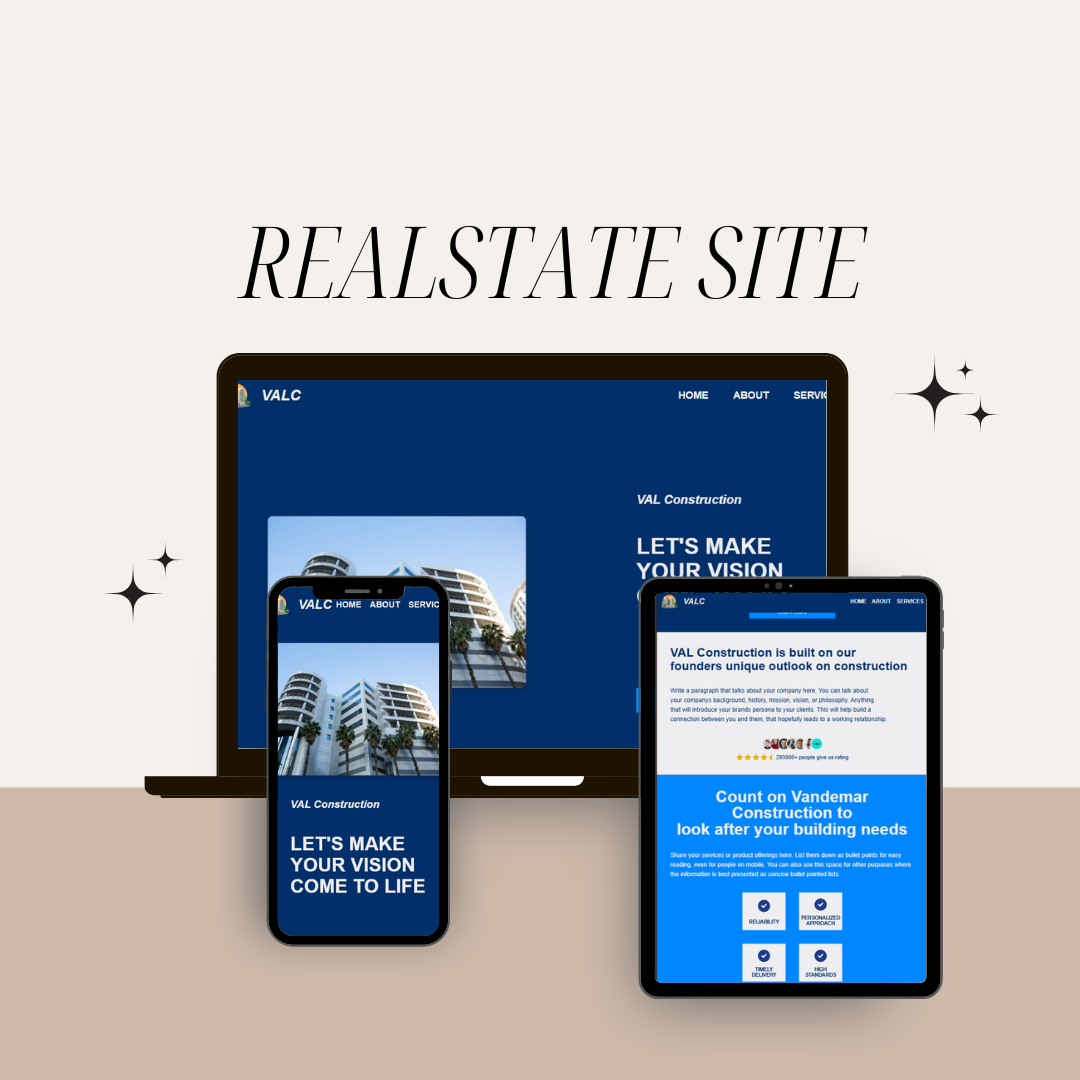 REALSTATE SITE
VALC
HOME ABOUT SERVIC
VAL Construction
LET'S MAKE
YOUR VISION
VALC HOME ABOUT SERVIC
VAL Construction
LET'S MAKE
YOUR VISION
COME TO LIFE
VALC
HOME ABOUT SERVICES
VAL Construction is built on our
founders unique outlook on construction
Write a paragraph that talks about your company here. You can talk about
your companys background, history, mission, vision, or philosophy. Anything
that will introduce your brands persona to your clients. This will help build a
connection between you and them, that hopefully leads to a working relationship.
293000+ people give us rating
Count on Vandemar
Construction to
look after your building needs
Share your services or product offerings here. List them down as bullet points for easy
reading, even for people on mobile. You can also use this space for other purposes where
the information is best presented as concise bullet pointed lists.
RELIABILITY
PERSONALIZED
APPROACH
TIMELY
DELIVERY
HIGH
STANDARDS